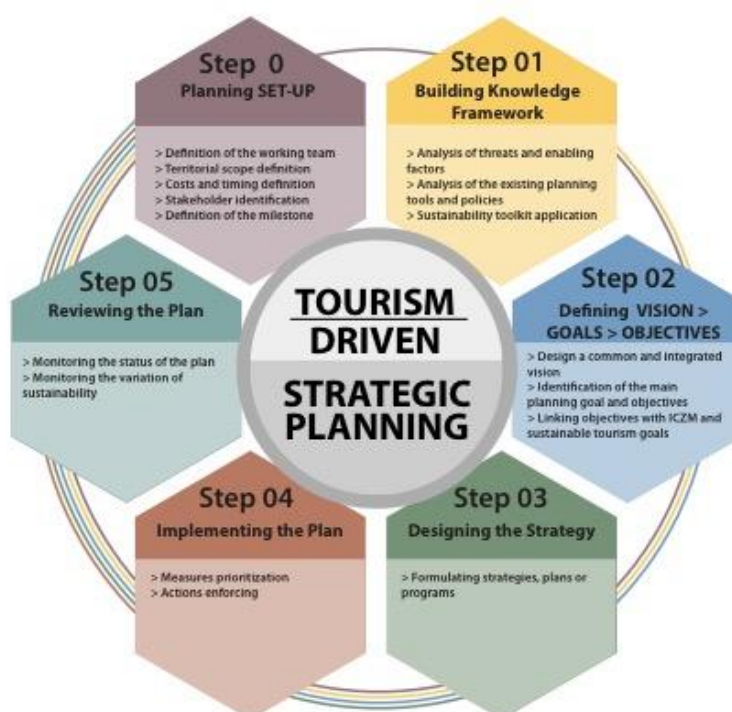 Step 0
Planning SET-UP
> Definition of the working team
> Territorial scope definition
> Costs and timing definition
> Stakeholder identification
> Definition of the milestone
Step 01
Building Knowledge
Framework
> Analysis of threats and enabling
factors
> Analysis of the existing planning
tools and policies
> Sustainability toolkit application
Step 02
Defining VISION >
GOALS > OBJECTIVES
> Design a common and integrated
vision
> Identification of the main
planning goal and objectives
> Linking objectives with ICZM and
sustainable tourism goals
Step 03
Designing the Strategy
> Formulating strategies, plans or
programs
Step 04
Implementing the Plan
> Measures prioritization
> Actions enforcing
Step 05
Reviewing the Plan
> Monitoring the status of the plan
> Monitoring the variation of
sustainability
TOURISM
DRIVEN
STRATEGIC
PLANNING